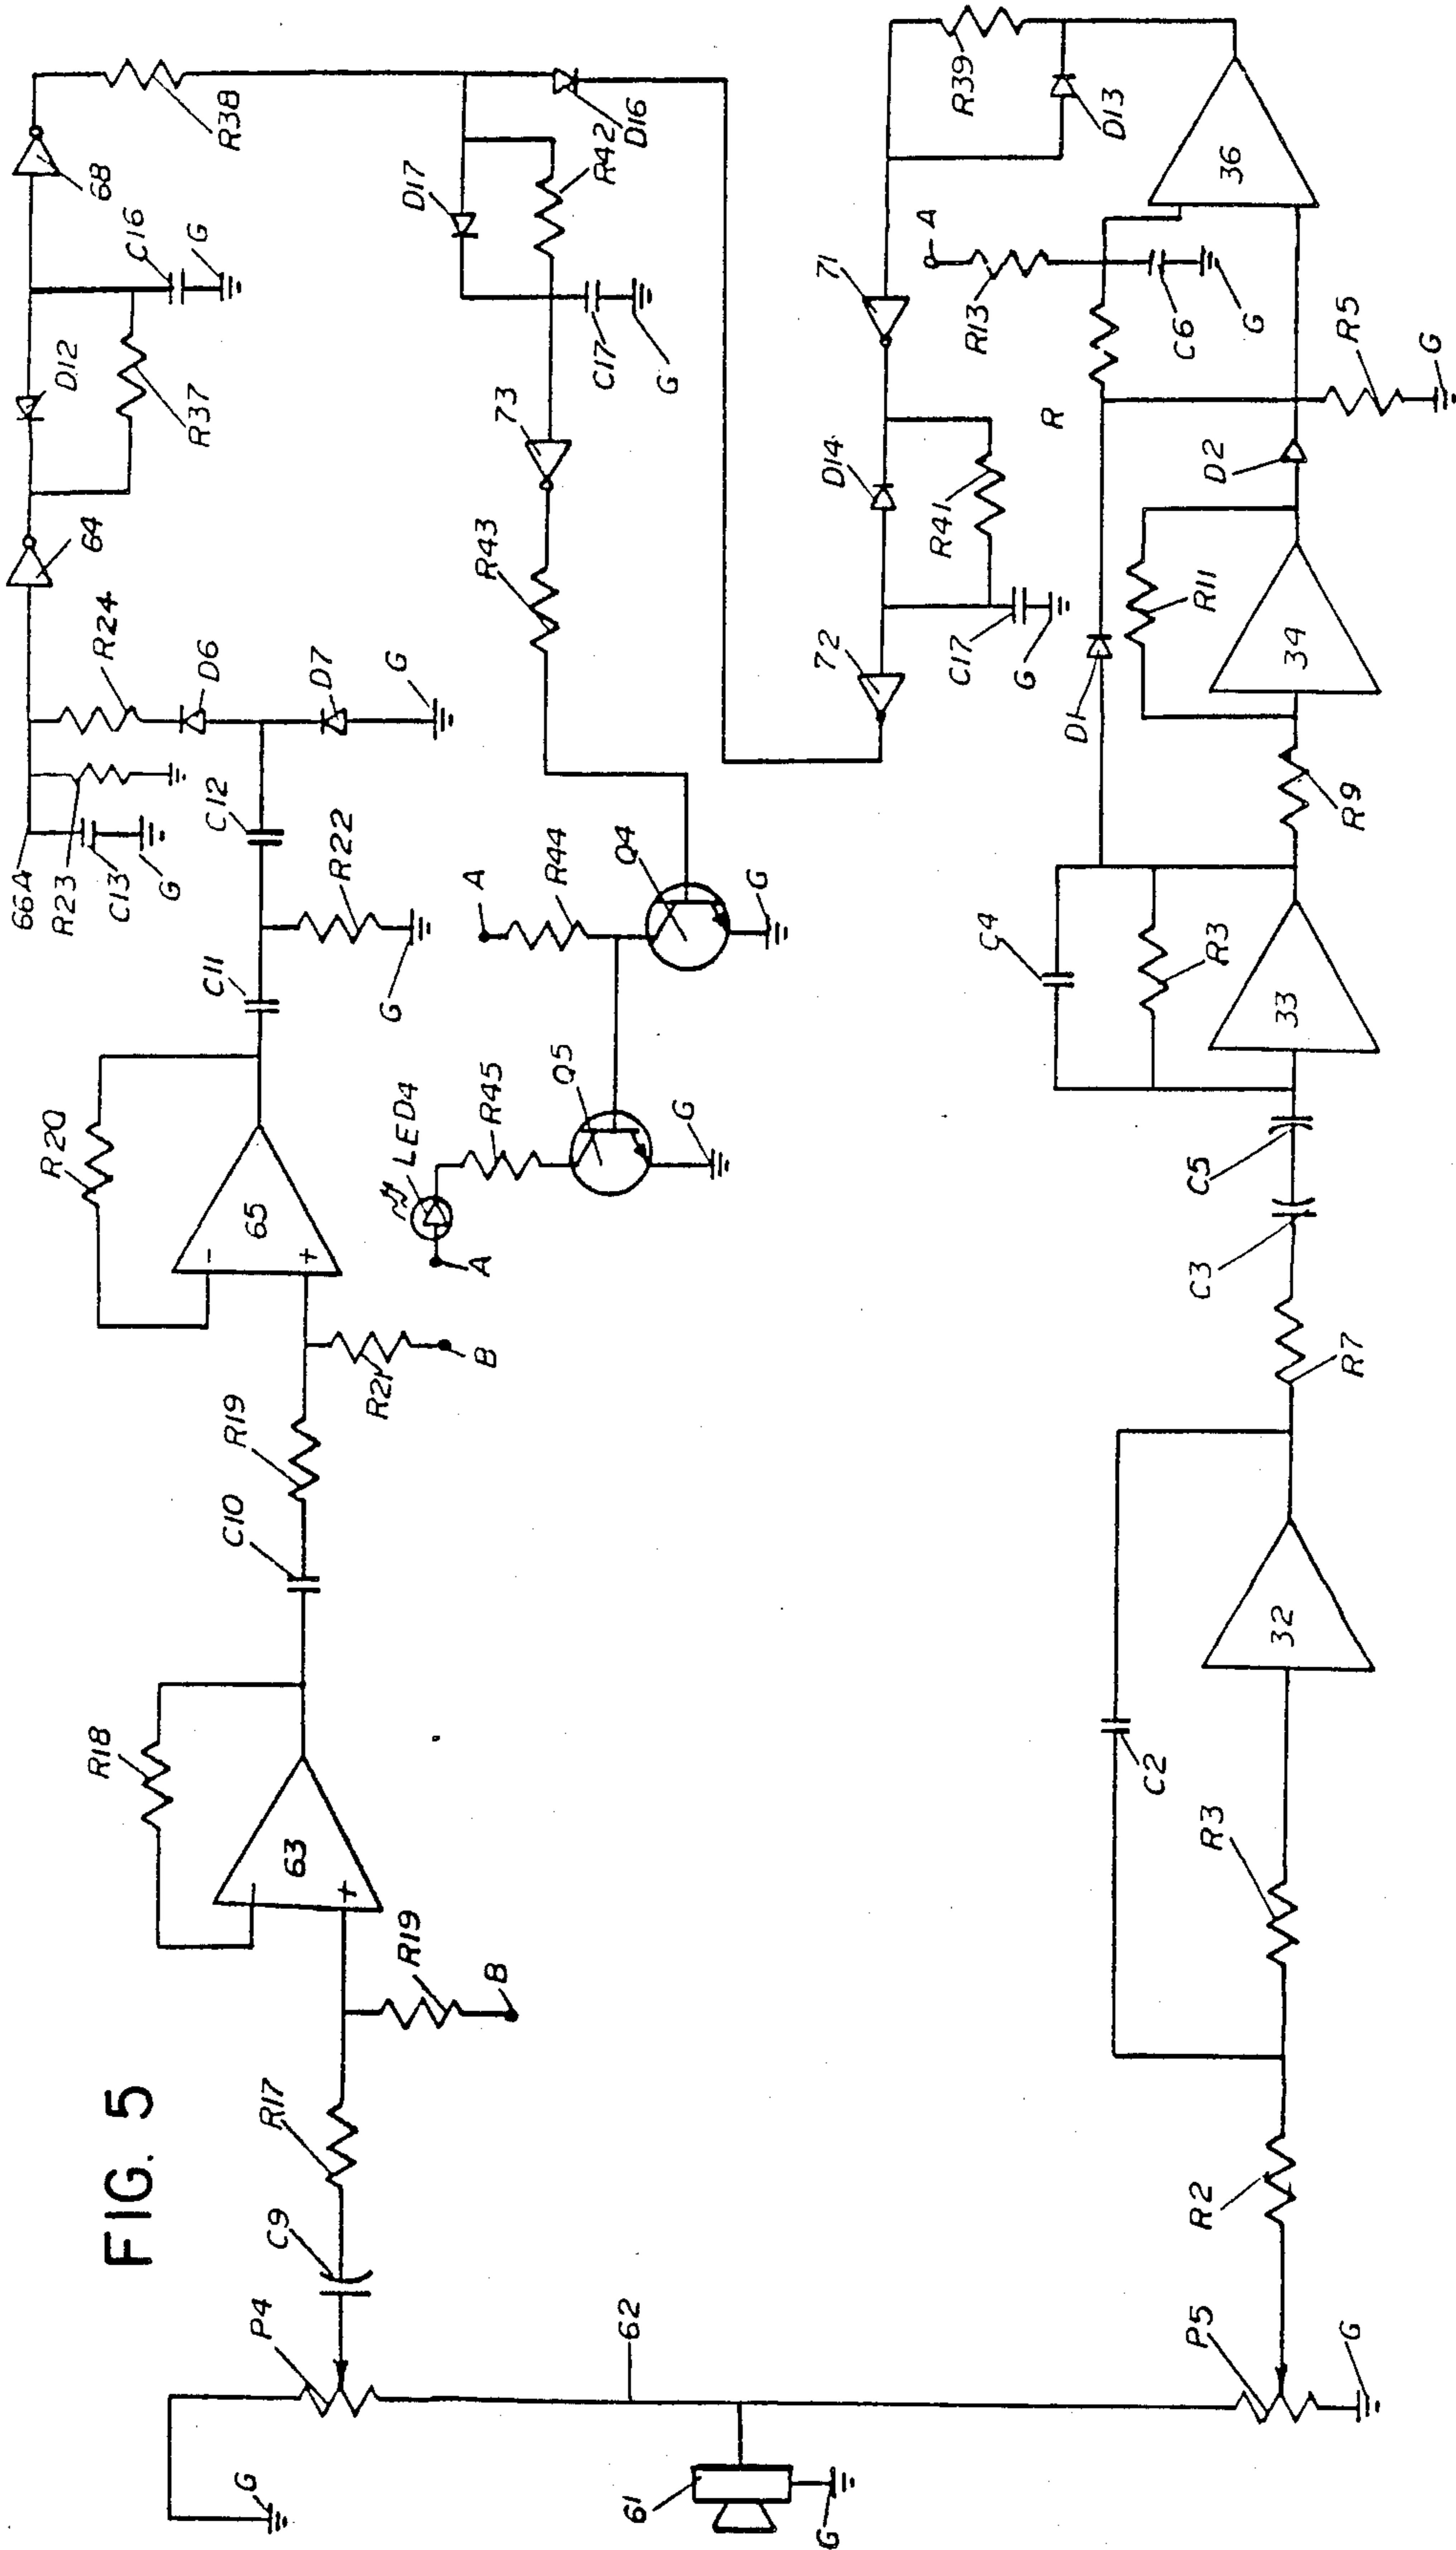 FIG. 5
G
P4
C9
R17
R19
B
63
R18
C10
R19
R21
B
65
R20
C11
R22
G
C12
66A
R23
C13
G
R24
D6
D7
G
64
D12
R37
C16
G
68
R38
D17
R42
D16
C17
G
73
R43
A
R44
Q4
G
LED4
A
R45
Q5
G
61
G
62
P5
G
R2
R3
C2
32
R7
C3
C5
C4
R3
33
R9
R11
34
D1
D2
R
R5
G
A
R13
C6
G
36
R39
D13
71
D14
R41
C17
G
72